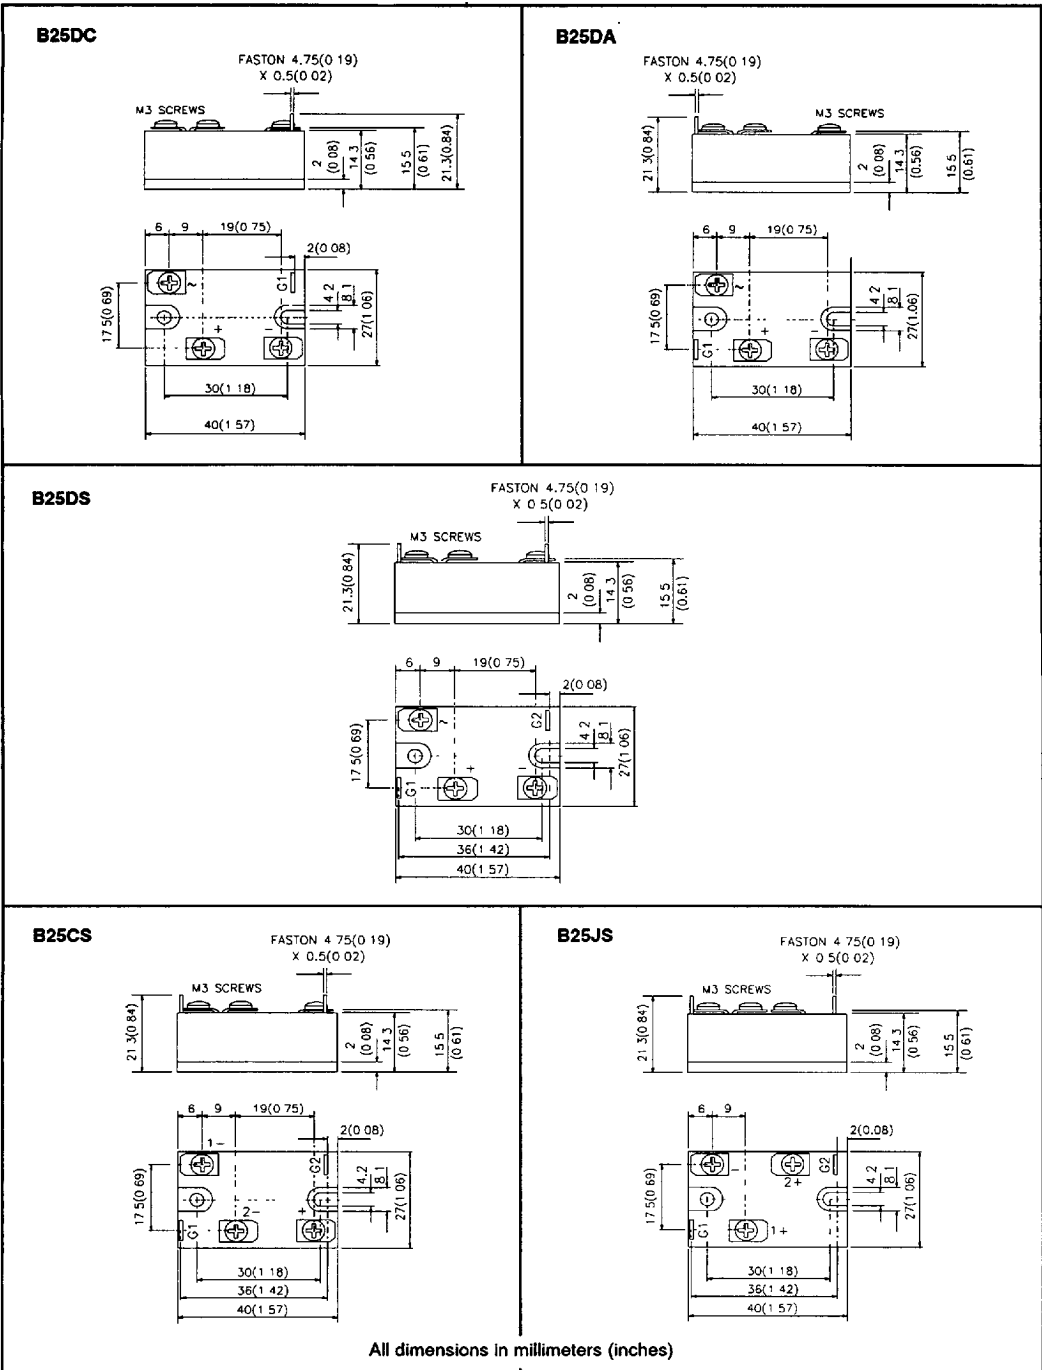 B25DC
FASTON 4.75(0 19)
X 0.5(0 02)
M3 SCREWS
2
(0 08)
14 3
(0 56)
15 5
(0.61)
21.3(0.84)
6 9 19(0 75)
2(0 08)
17 5(0 69)
~
G1
+
-
4 2
8.1
27(1 06)
30(1 18)
40(1 57)
B25DA
FASTON 4.75(0 19)
X 0.5(0 02)
M3 SCREWS
21 3(0 84)
2
(0 08)
14 3
(0.56)
15 5
(0.61)
6 9 19(0 75)
17 5(0.69)
~
G1
+
-
4 2
8 1
27(1.06)
30(1 18)
40(1 57)
B25DS
FASTON 4.75(0 19)
X 0 5(0 02)
M3 SCREWS
21.3(0 84)
2
(0 08)
14 3
(0 56)
15 5
(0.61)
6 9 19(0 75)
2(0 08)
17 5(0 69)
~
G2
G1
+
-
4 2
8 1
27(1 06)
30(1 18)
36(1 42)
40(1 57)
B25CS
FASTON 4 75(0 19)
X 0.5(0 02)
M3 SCREWS
21 3(0 84)
2
(0 08)
14 3
(0 56)
15 5
(0 61)
6 9 19(0 75)
2(0 08)
17 5(0 69)
1-
G2
G1
2-
+
4.2
8.1
27(1 06)
30(1 18)
36(1 42)
40(1 57)
B25JS
FASTON 4 75(0 19)
X 0 5(0 02)
M3 SCREWS
21 3(0 84)
2
(0 08)
14 3
(0 56)
15 5
(0 61)
6 9
2(0.08)
17 5(0 69)
-
2+
G2
G1
1+
4 2
8 1
27(1 06)
30(1 18)
36(1 42)
40(1 57)
All dimensions in millimeters (inches)